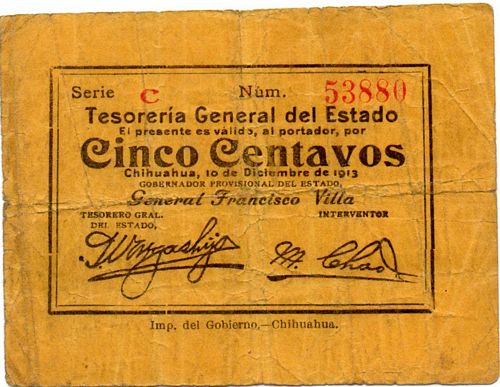 Serie C Núm. 53880
Tesorería General del Estado
El presente es válido, al portador, por
Cinco Centavos
Chihuahua, 10 de Diciembre de 1913
GOBERNADOR PROVISIONAL DEL ESTADO,
General Francisco Villa
TESORERO GRAL. INTERVENTOR
DEL ESTADO,
M. Chao
Imp. del Gobierno,—Chihuahua.